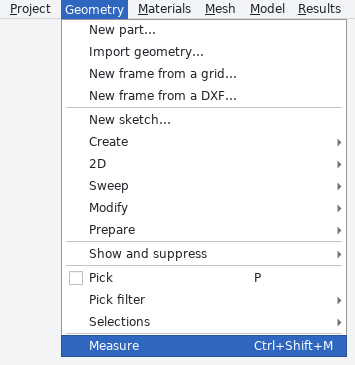 Project Geometry Materials Mesh Model Results
New part...
Import geometry...
New frame from a grid...
New frame from a DXF...
New sketch...
Create
2D
Sweep
Modify
Prepare
Show and suppress
Pick P
Pick filter
Selections
Measure Ctrl+Shift+M